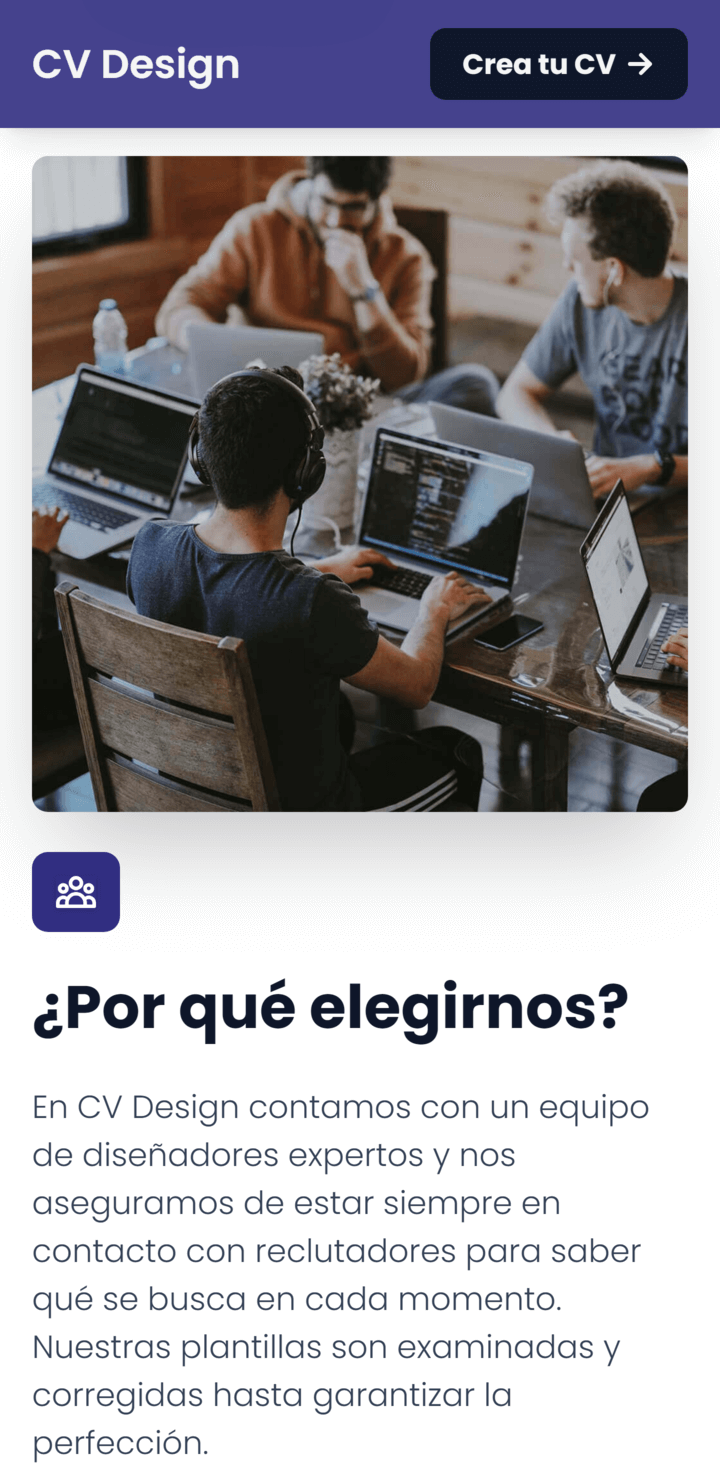 CV Design
Crea tu CV →
¿Por qué elegirnos?
En CV Design contamos con un equipo
de diseñadores expertos y nos
aseguramos de estar siempre en
contacto con reclutadores para saber
qué se busca en cada momento.
Nuestras plantillas son examinadas y
corregidas hasta garantizar la
perfección.